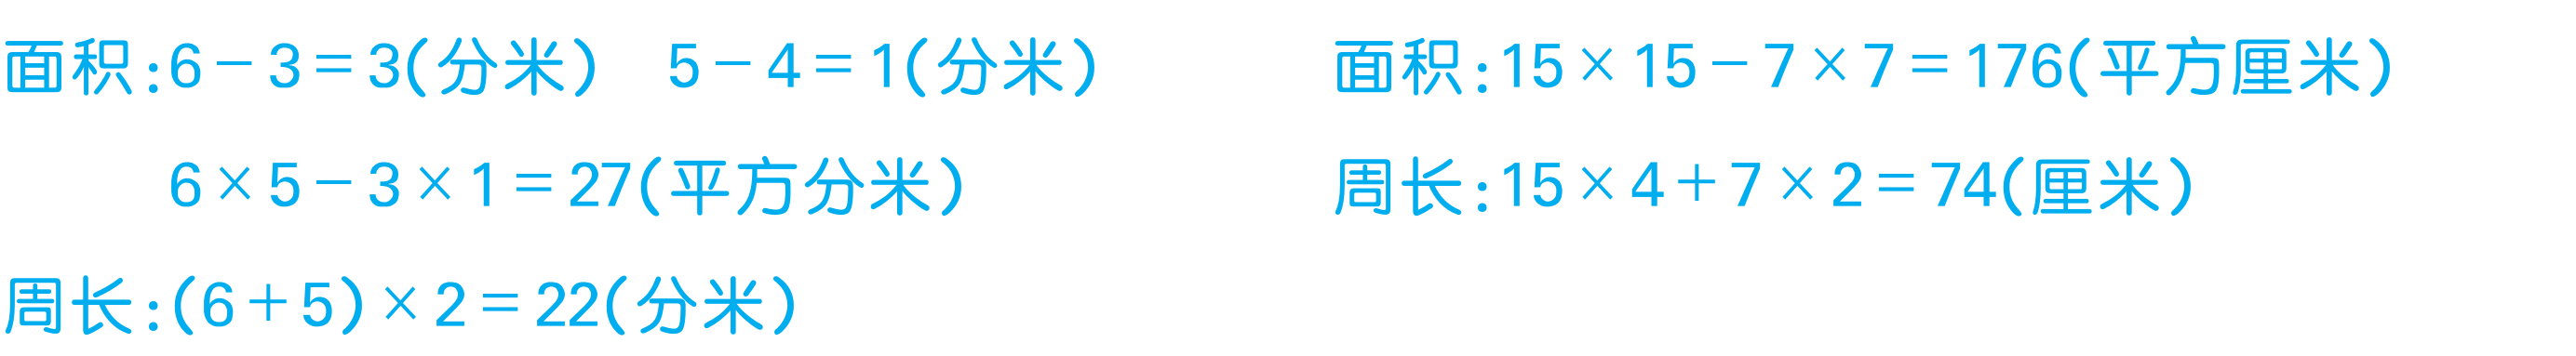 面积:6－3＝3(分米)　5－4＝1(分米)
6×5－3×1＝27(平方分米)
周长:(6＋5)×2＝22(分米)
面积:15×15－7×7＝176(平方厘米)
周长:15×4＋7×2＝74(厘米)